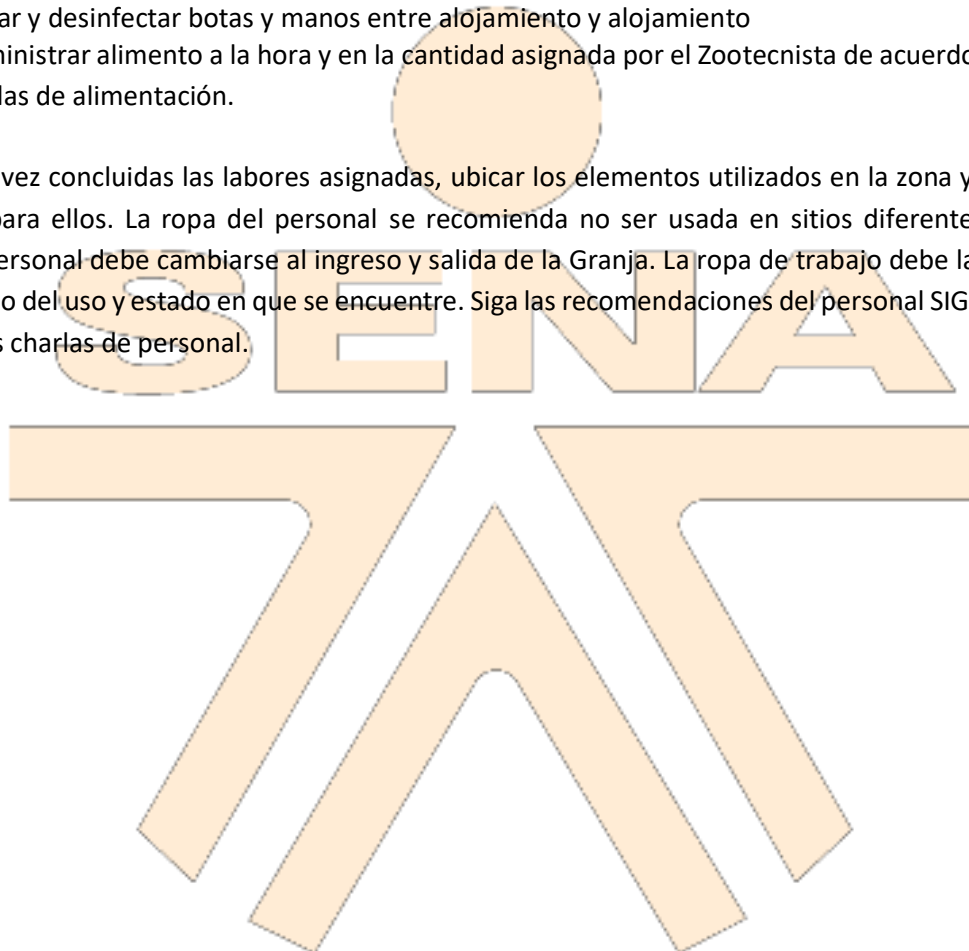 ar y desinfectar botas y manos entre alojamiento y alojamiento
inistrar alimento a la hora y en la cantidad asignada por el Zootecnista de acuerdo
las de alimentación.
vez concluidas las labores asignadas, ubicar los elementos utilizados en la zona y
para ellos. La ropa del personal se recomienda no ser usada en sitios diferente
ersonal debe cambiarse al ingreso y salida de la Granja. La ropa de trabajo debe la
o del uso y estado en que se encuentre. Siga las recomendaciones del personal SIG
s charlas de personal.
SENA